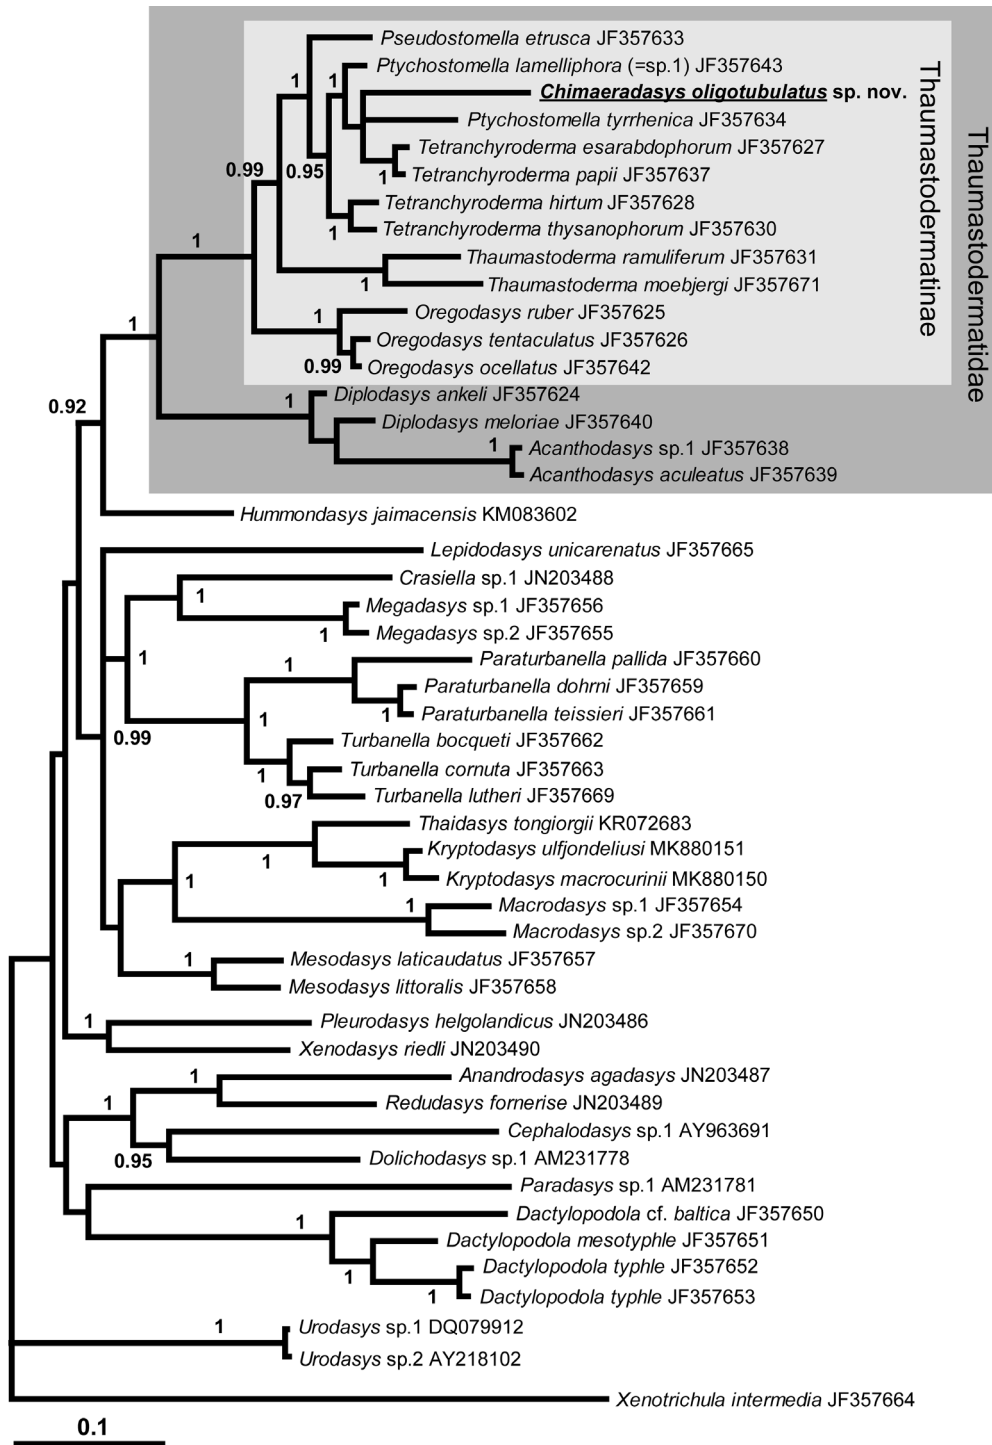 Pseudostomella etrusca JF357633
Ptychostomella lamelliphora (=sp.1) JF357643
1
1
Chimaeradasys oligotubulatus sp. nov.
Ptychostomella tyrrhenica JF357634
Tetranchyroderma esarabdophorum JF357627
0.99
0.95
1
Tetranchyroderma papii JF357637
Tetranchyroderma hirtum JF357628
1
Tetranchyroderma thysanophorum JF357630
1
Thaumastoderma ramuliferum JF357631
1
Thaumastoderma moebjergi JF357671
Thaumastodermatinae
Thaumastodermatidae
1
Oregodasys ruber JF357625
1
Oregodasys tentaculatus JF357626
0.99
Oregodasys ocellatus JF357642
Diplodasys ankeli JF357624
0.92
1
Diplodasys meloriae JF357640
1
Acanthodasys sp.1 JF357638
Acanthodasys aculeatus JF357639
Hummondasys jaimacensis KM083602
Lepidodasys unicarenatus JF357665
Crasiella sp.1 JN203488
1
Megadasys sp.1 JF357656
1
Megadasys sp.2 JF357655
1
1
Paraturbanella pallida JF357660
Paraturbanella dohrni JF357659
1
Paraturbanella teissieri JF357661
1
0.99
Turbanella bocqueti JF357662
1
Turbanella cornuta JF357663
0.97
Turbanella lutheri JF357669
Thaidasys tongiorgii KR072683
1
Kryptodasys ulfjondeliusi MK880151
1
1
Kryptodasys macrocurinii MK880150
1
Macrodasys sp.1 JF357654
Macrodasys sp.2 JF357670
1
Mesodasys laticaudatus JF357657
Mesodasys littoralis JF357658
1
Pleurodasys helgolandicus JN203486
Xenodasys riedli JN203490
1
Anandrodasys agadasys JN203487
1
Redudasys fornerise JN203489
Cephalodasys sp.1 AY963691
0.95
Dolichodasys sp.1 AM231778
Paradasys sp.1 AM231781
1
Dactylopodola cf. baltica JF357650
Dactylopodola mesotyphle JF357651
1
Dactylopodola typhle JF357652
1
Dactylopodola typhle JF357653
1
Urodasys sp.1 DQ079912
Urodasys sp.2 AY218102
Xenotrichula intermedia JF357664
0.1